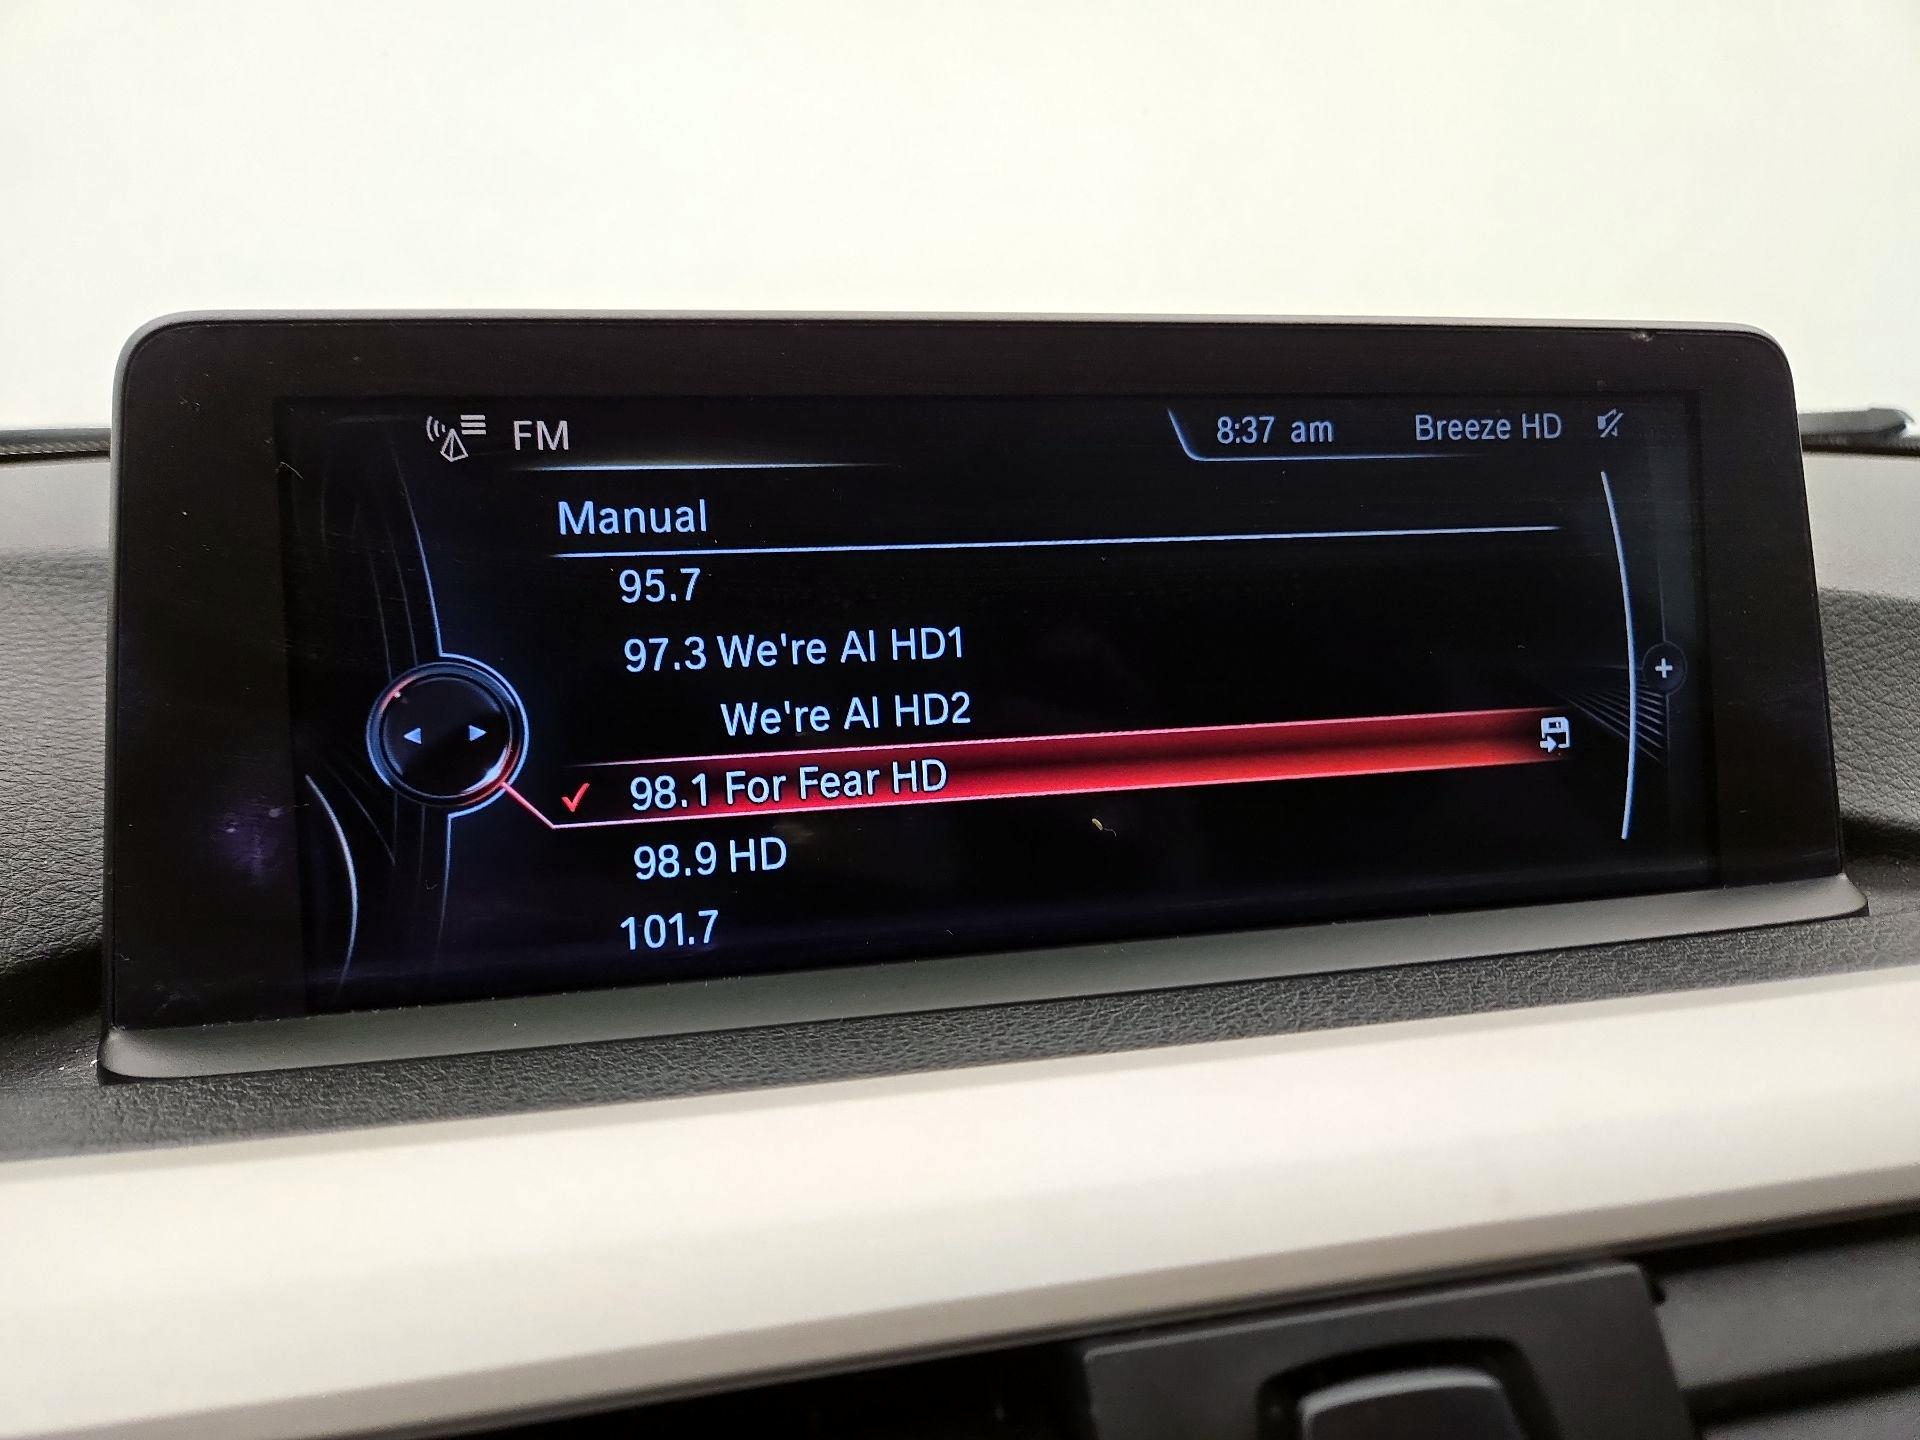 FM
8:37 am Breeze HD
Manual
95.7
97.3 We're Al HD1
We're Al HD2
98.1 For Fear HD
98.9 HD
101.7